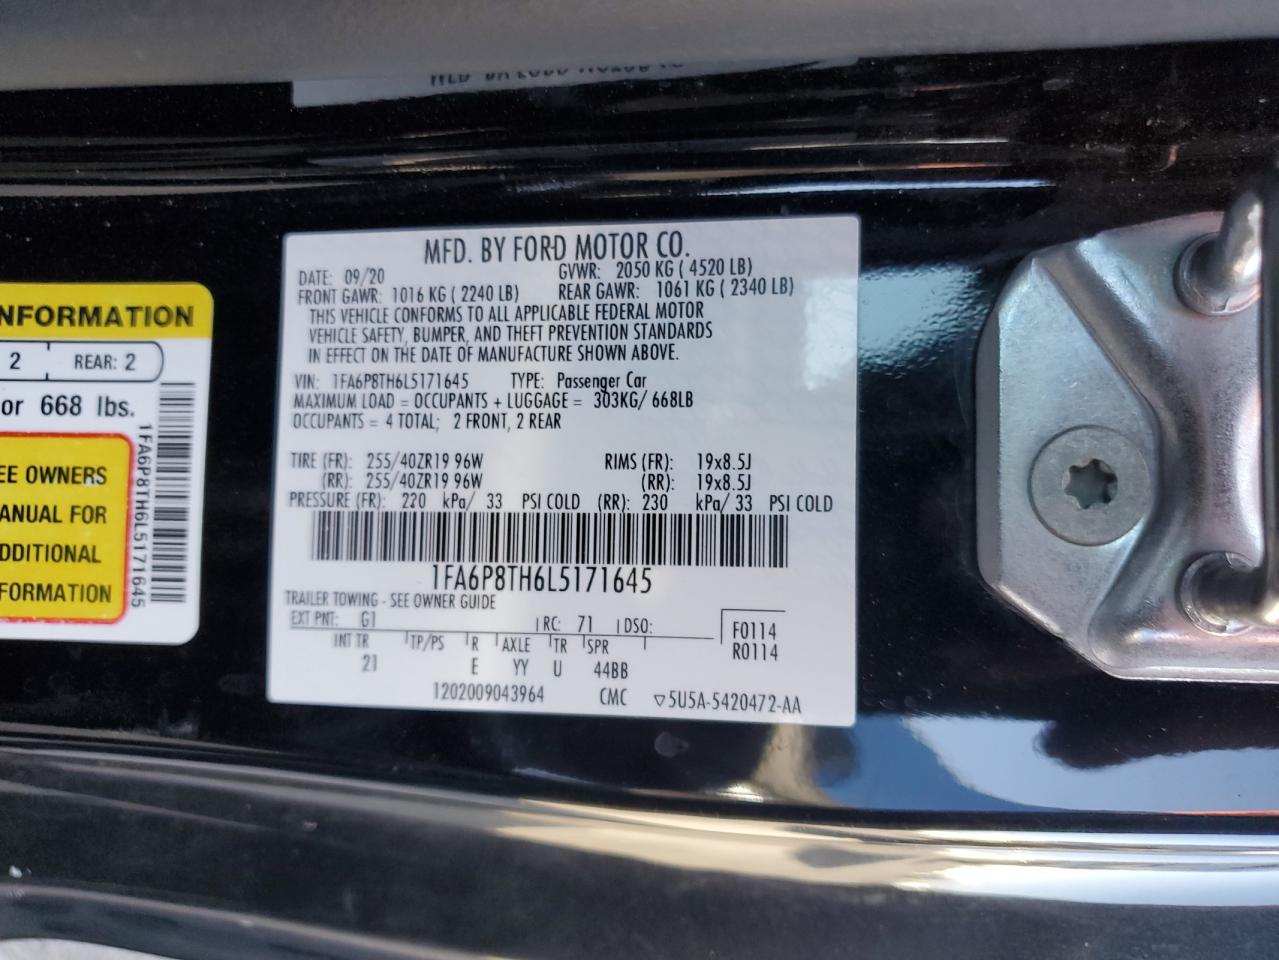 MFD. BY FORD MOTOR CO.
DATE: 09/20 GVWR: 2050 KG ( 4520 LB)
FRONT GAWR: 1016 KG ( 2240 LB) REAR GAWR: 1061 KG ( 2340 LB)
THIS VEHICLE CONFORMS TO ALL APPLICABLE FEDERAL MOTOR
VEHICLE SAFETY, BUMPER, AND THEFT PREVENTION STANDARDS
IN EFFECT ON THE DATE OF MANUFACTURE SHOWN ABOVE.
VIN: 1FA6P8TH6L5171645 TYPE: Passenger Car
MAXIMUM LOAD = OCCUPANTS + LUGGAGE = 303KG/ 668LB
OCCUPANTS = 4 TOTAL; 2 FRONT, 2 REAR
TIRE (FR): 255/40ZR19 96W RIMS (FR): 19x8.5J
(RR): 255/40ZR19 96W (RR): 19x8.5J
PRESSURE (FR): 220 kPa/ 33 PSI COLD (RR): 230 kPa/ 33 PSI COLD
1FA6P8TH6L5171645
TRAILER TOWING - SEE OWNER GUIDE
EXT PNT: G1 RC: 71 DSO: F0114
INT TR TP/PS R AXLE TR SPR R0114
21 E YY U 44BB
1202009043964 CMC ▽5U5A-5420472-AA
NFORMATION
2 REAR: 2
or 668 lbs.
EE OWNERS
ANUAL FOR
DDITIONAL
FORMATION
1FA6P8TH6L5171645